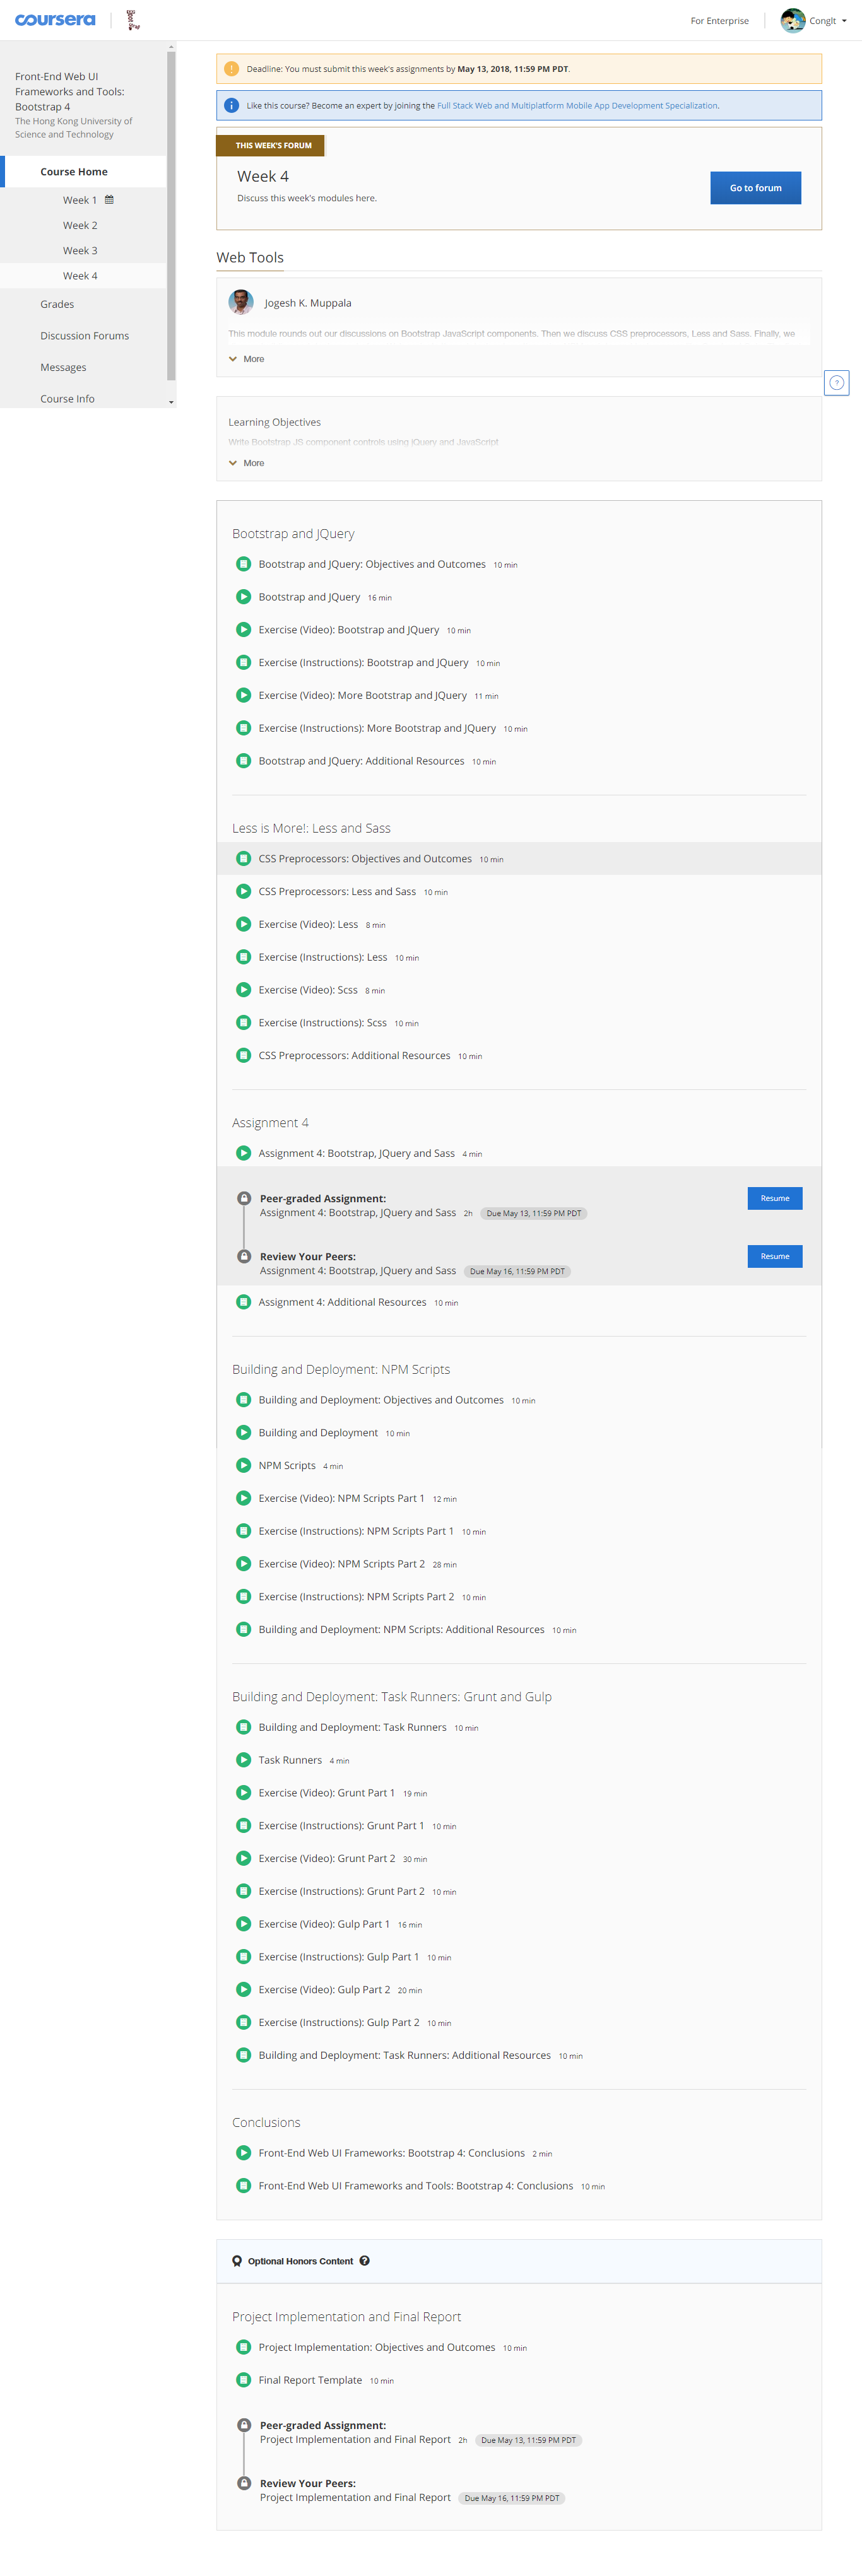 coursera
For Enterprise
CongIt
Front-End Web UI
Frameworks and Tools:
Bootstrap 4
The Hong Kong University of
Science and Technology
Course Home
Week 1
Week 2
Week 3
Week 4
Grades
Discussion Forums
Messages
Course Info
Deadline: You must submit this week's assignments by May 13, 2018, 11:59 PM PDT.
Like this course? Become an expert by joining the Full Stack Web and Multiplatform Mobile App Development Specialization.
THIS WEEK'S FORUM
Week 4
Discuss this week's modules here.
Go to forum
Web Tools
Jogesh K. Muppala
This module rounds out our discussions on Bootstrap JavaScript components. Then we discuss CSS preprocessors, Less and Sass. Finally, we
More
?
Learning Objectives
Write Bootstrap JS component controls using jQuery and JavaScript
More
Bootstrap and JQuery
Bootstrap and JQuery: Objectives and Outcomes 10 min
Bootstrap and JQuery 16 min
Exercise (Video): Bootstrap and JQuery 10 min
Exercise (Instructions): Bootstrap and JQuery 10 min
Exercise (Video): More Bootstrap and JQuery 11 min
Exercise (Instructions): More Bootstrap and JQuery 10 min
Bootstrap and JQuery: Additional Resources 10 min
Less is More!: Less and Sass
CSS Preprocessors: Objectives and Outcomes 10 min
CSS Preprocessors: Less and Sass 10 min
Exercise (Video): Less 8 min
Exercise (Instructions): Less 10 min
Exercise (Video): Scss 8 min
Exercise (Instructions): Scss 10 min
CSS Preprocessors: Additional Resources 10 min
Assignment 4
Assignment 4: Bootstrap, JQuery and Sass 4 min
Peer-graded Assignment:
Assignment 4: Bootstrap, JQuery and Sass 2h Due May 13, 11:59 PM PDT
Resume
Review Your Peers:
Assignment 4: Bootstrap, JQuery and Sass Due May 16, 11:59 PM PDT
Resume
Assignment 4: Additional Resources 10 min
Building and Deployment: NPM Scripts
Building and Deployment: Objectives and Outcomes 10 min
Building and Deployment 10 min
NPM Scripts 4 min
Exercise (Video): NPM Scripts Part 1 12 min
Exercise (Instructions): NPM Scripts Part 1 10 min
Exercise (Video): NPM Scripts Part 2 28 min
Exercise (Instructions): NPM Scripts Part 2 10 min
Building and Deployment: NPM Scripts: Additional Resources 10 min
Building and Deployment: Task Runners: Grunt and Gulp
Building and Deployment: Task Runners 10 min
Task Runners 4 min
Exercise (Video): Grunt Part 1 19 min
Exercise (Instructions): Grunt Part 1 10 min
Exercise (Video): Grunt Part 2 30 min
Exercise (Instructions): Grunt Part 2 10 min
Exercise (Video): Gulp Part 1 16 min
Exercise (Instructions): Gulp Part 1 10 min
Exercise (Video): Gulp Part 2 20 min
Exercise (Instructions): Gulp Part 2 10 min
Building and Deployment: Task Runners: Additional Resources 10 min
Conclusions
Front-End Web UI Frameworks: Bootstrap 4: Conclusions 2 min
Front-End Web UI Frameworks and Tools: Bootstrap 4: Conclusions 10 min
Optional Honors Content ?
Project Implementation and Final Report
Project Implementation: Objectives and Outcomes 10 min
Final Report Template 10 min
Peer-graded Assignment:
Project Implementation and Final Report 2h Due May 13, 11:59 PM PDT
Review Your Peers:
Project Implementation and Final Report Due May 16, 11:59 PM PDT